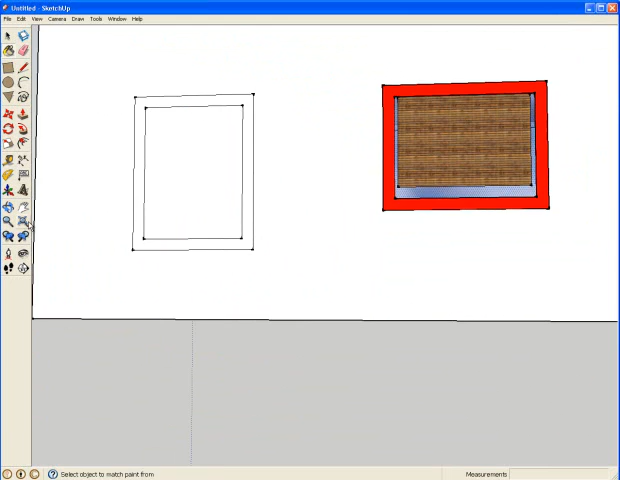 Untitled - SketchUp
File Edit View Camera Draw Tools Window Help
Select object to match paint from
Measurements